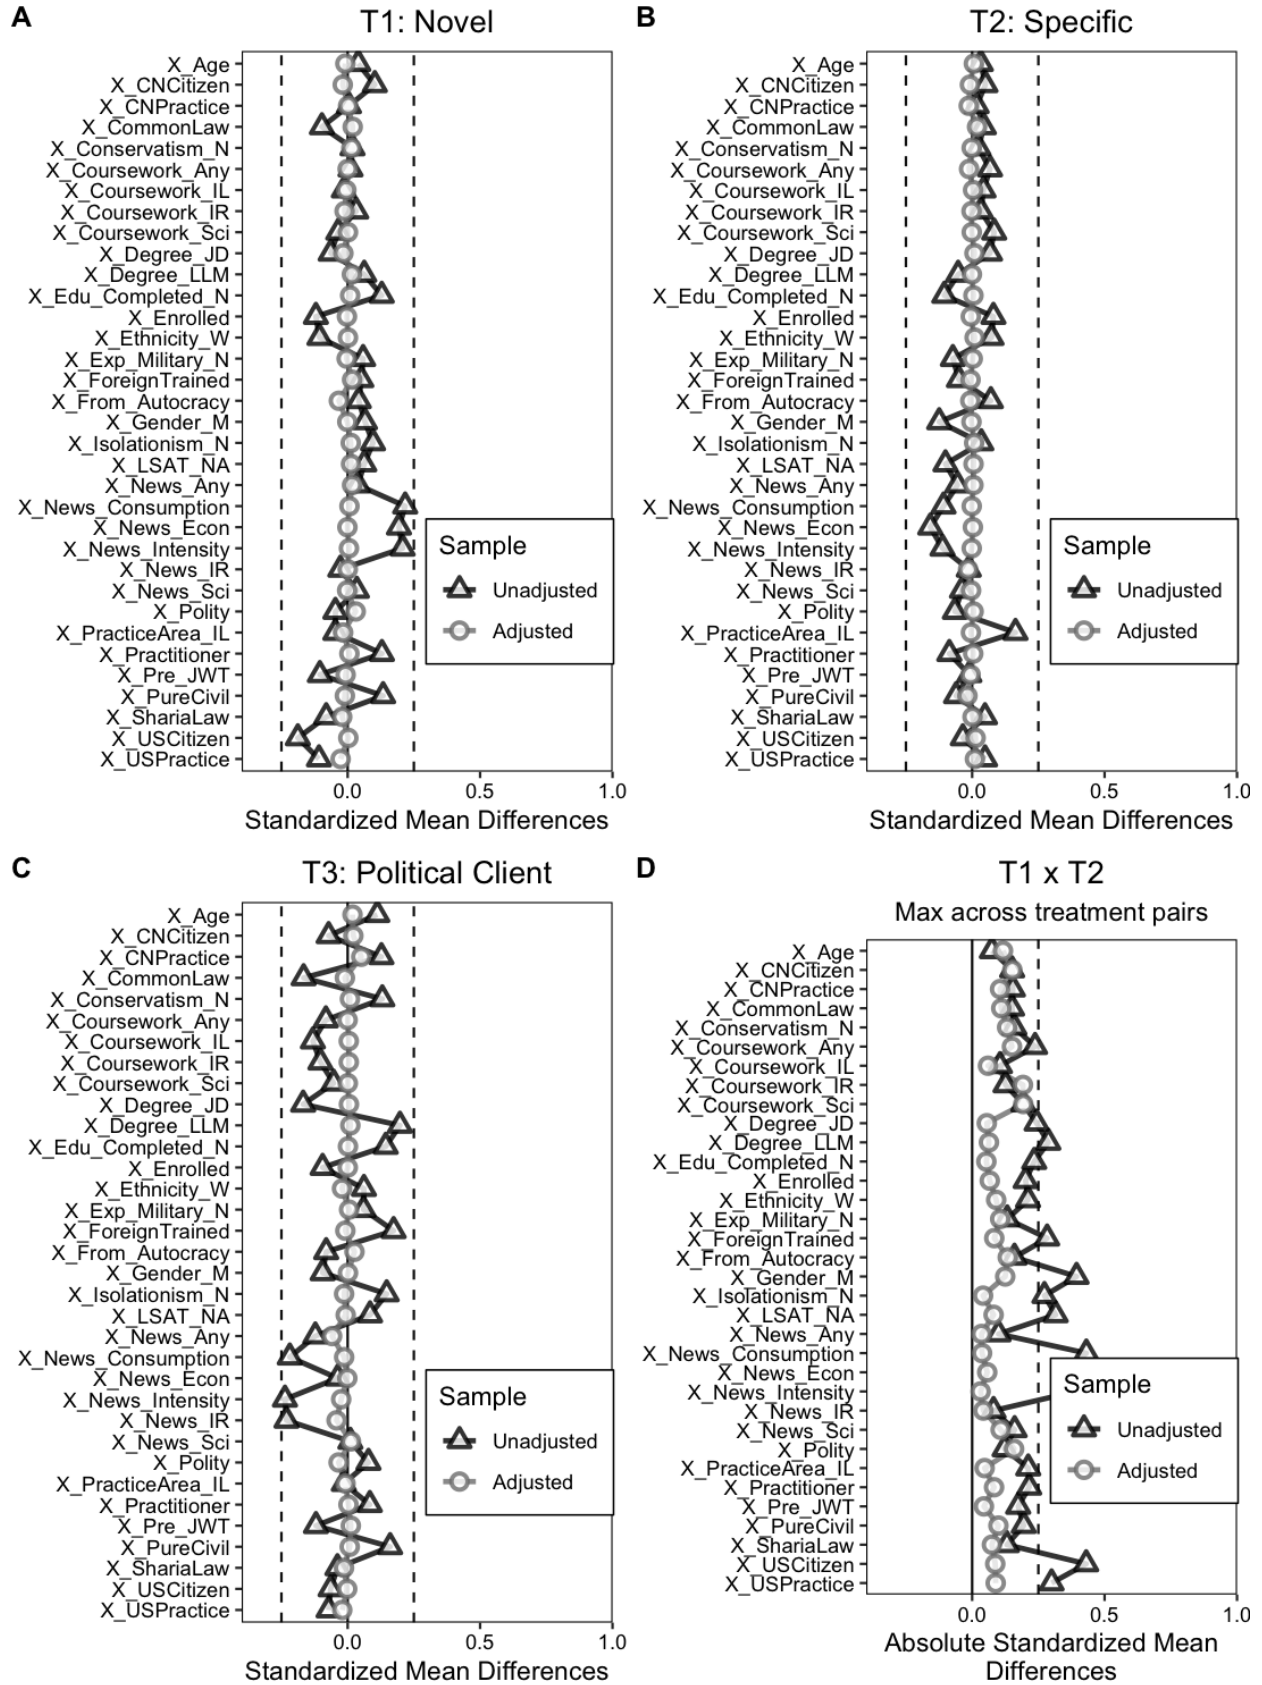 A
T1: Novel
X_Age
X_CNCitizen
X_CNPractice
X_CommonLaw
X_Conservatism_N
X_Coursework_Any
X_Coursework_IL
X_Coursework_IR
X_Coursework_Sci
X_Degree_JD
X_Degree_LLM
X_Edu_Completed_N
X_Enrolled
X_Ethnicity_W
X_Exp_Military_N
X_ForeignTrained
X_From_Autocracy
X_Gender_M
X_Isolationism_N
X_LSAT_NA
X_News_Any
X_News_Consumption
X_News_Econ
X_News_Intensity
X_News_IR
X_News_Sci
X_Polity
X_PracticeArea_IL
X_Practitioner
X_Pre_JWT
X_PureCivil
X_ShariaLaw
X_USCitizen
X_USPractice
Sample
Unadjusted
Adjusted
0.0 0.5 1.0
Standardized Mean Differences
B
T2: Specific
X_Age
X_CNCitizen
X_CNPractice
X_CommonLaw
X_Conservatism_N
X_Coursework_Any
X_Coursework_IL
X_Coursework_IR
X_Coursework_Sci
X_Degree_JD
X_Degree_LLM
X_Edu_Completed_N
X_Enrolled
X_Ethnicity_W
X_Exp_Military_N
X_ForeignTrained
X_From_Autocracy
X_Gender_M
X_Isolationism_N
X_LSAT_NA
X_News_Any
X_News_Consumption
X_News_Econ
X_News_Intensity
X_News_IR
X_News_Sci
X_Polity
X_PracticeArea_IL
X_Practitioner
X_Pre_JWT
X_PureCivil
X_ShariaLaw
X_USCitizen
X_USPractice
Sample
Unadjusted
Adjusted
0.0 0.5 1.0
Standardized Mean Differences
C
T3: Political Client
X_Age
X_CNCitizen
X_CNPractice
X_CommonLaw
X_Conservatism_N
X_Coursework_Any
X_Coursework_IL
X_Coursework_IR
X_Coursework_Sci
X_Degree_JD
X_Degree_LLM
X_Edu_Completed_N
X_Enrolled
X_Ethnicity_W
X_Exp_Military_N
X_ForeignTrained
X_From_Autocracy
X_Gender_M
X_Isolationism_N
X_LSAT_NA
X_News_Any
X_News_Consumption
X_News_Econ
X_News_Intensity
X_News_IR
X_News_Sci
X_Polity
X_PracticeArea_IL
X_Practitioner
X_Pre_JWT
X_PureCivil
X_ShariaLaw
X_USCitizen
X_USPractice
Sample
Unadjusted
Adjusted
0.0 0.5 1.0
Standardized Mean Differences
D
T1 x T2
Max across treatment pairs
X_Age
X_CNCitizen
X_CNPractice
X_CommonLaw
X_Conservatism_N
X_Coursework_Any
X_Coursework_IL
X_Coursework_IR
X_Coursework_Sci
X_Degree_JD
X_Degree_LLM
X_Edu_Completed_N
X_Enrolled
X_Ethnicity_W
X_Exp_Military_N
X_ForeignTrained
X_From_Autocracy
X_Gender_M
X_Isolationism_N
X_LSAT_NA
X_News_Any
X_News_Consumption
X_News_Econ
X_News_Intensity
X_News_IR
X_News_Sci
X_Polity
X_PracticeArea_IL
X_Practitioner
X_Pre_JWT
X_PureCivil
X_ShariaLaw
X_USCitizen
X_USPractice
Sample
Unadjusted
Adjusted
0.0 0.5 1.0
Absolute Standardized Mean
Differences